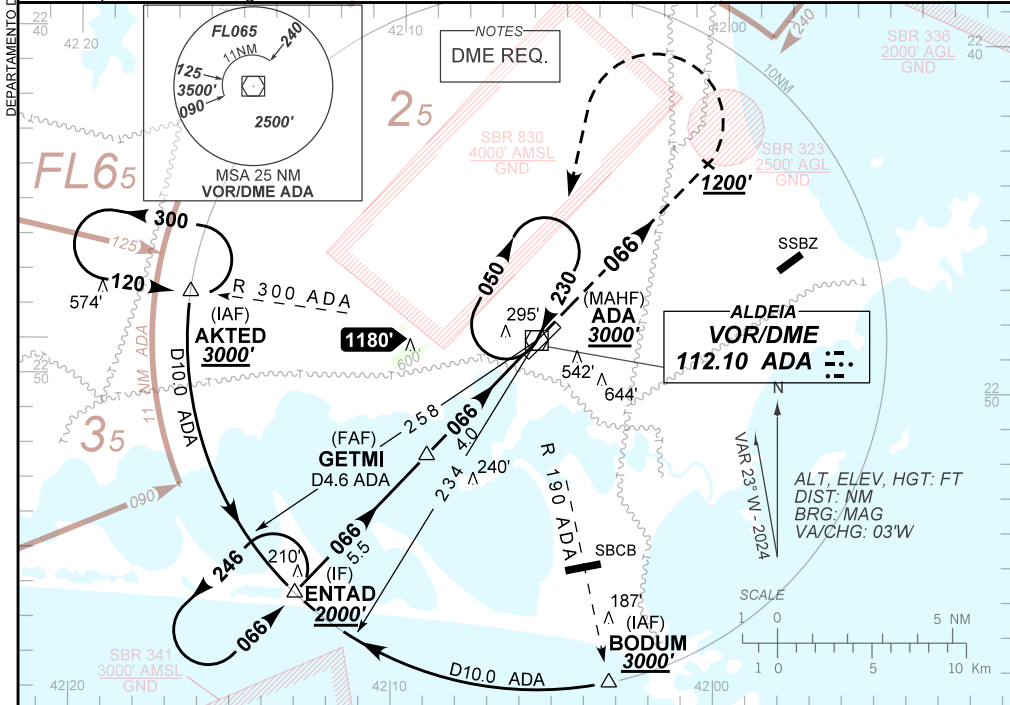 DEPARTAMENTO D
22
40
42 20
42 10
42 00
22
40
FL065
11NM
240
125
3500'
090
2500'
MSA 25 NM
VOR/DME ADA
NOTES
DME REQ.
240
SBR 336
2000' AGL
GND
10NM
25
SBR 830
4000' AMSL
GND
SBR 323
2500' AGL
GND
FL65
1200'
300
125
120
574'
R 300 ADA
(IAF)
AKTED
3000'
D10.0 ADA
11 NM ADA
050
230
066
SSBZ
295'
(MAHF)
ADA
3000'
1180'
600'
542'
644'
ALDEIA
VOR/DME
112.10 ADA
22
50
22
50
N
VAR 23° W - 2024
35
090
258
(FAF)
GETMI
D4.6 ADA
066
4.0
234
240'
R 190 ADA
ALT, ELEV, HGT: FT
DIST: NM
BRG: MAG
VA/CHG: 03'W
066
5.5
210'
246
(IF)
ENTAD
2000'
066
SBCB
187'
(IAF)
BODUM
3000'
D10.0 ADA
SBR 341
3000' AMSL
GND
SCALE
1 0 5 NM
1 0 5 10 Km
42 20
42 10
42 00